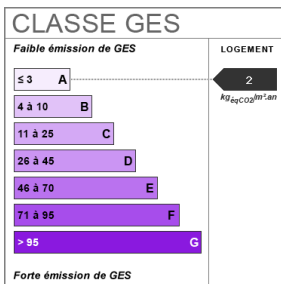 CLASSE GES
Faible émission de GES
LOGEMENT
≤ 3 A
2
kgéqCO2/m².an
4 à 10 B
11 à 25 C
26 à 45 D
46 à 70 E
71 à 95 F
> 95 G
Forte émission de GES